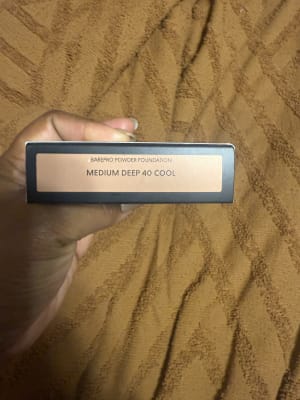 BAREPRO POWDER FOUNDATION
MEDIUM DEEP 40 COOL